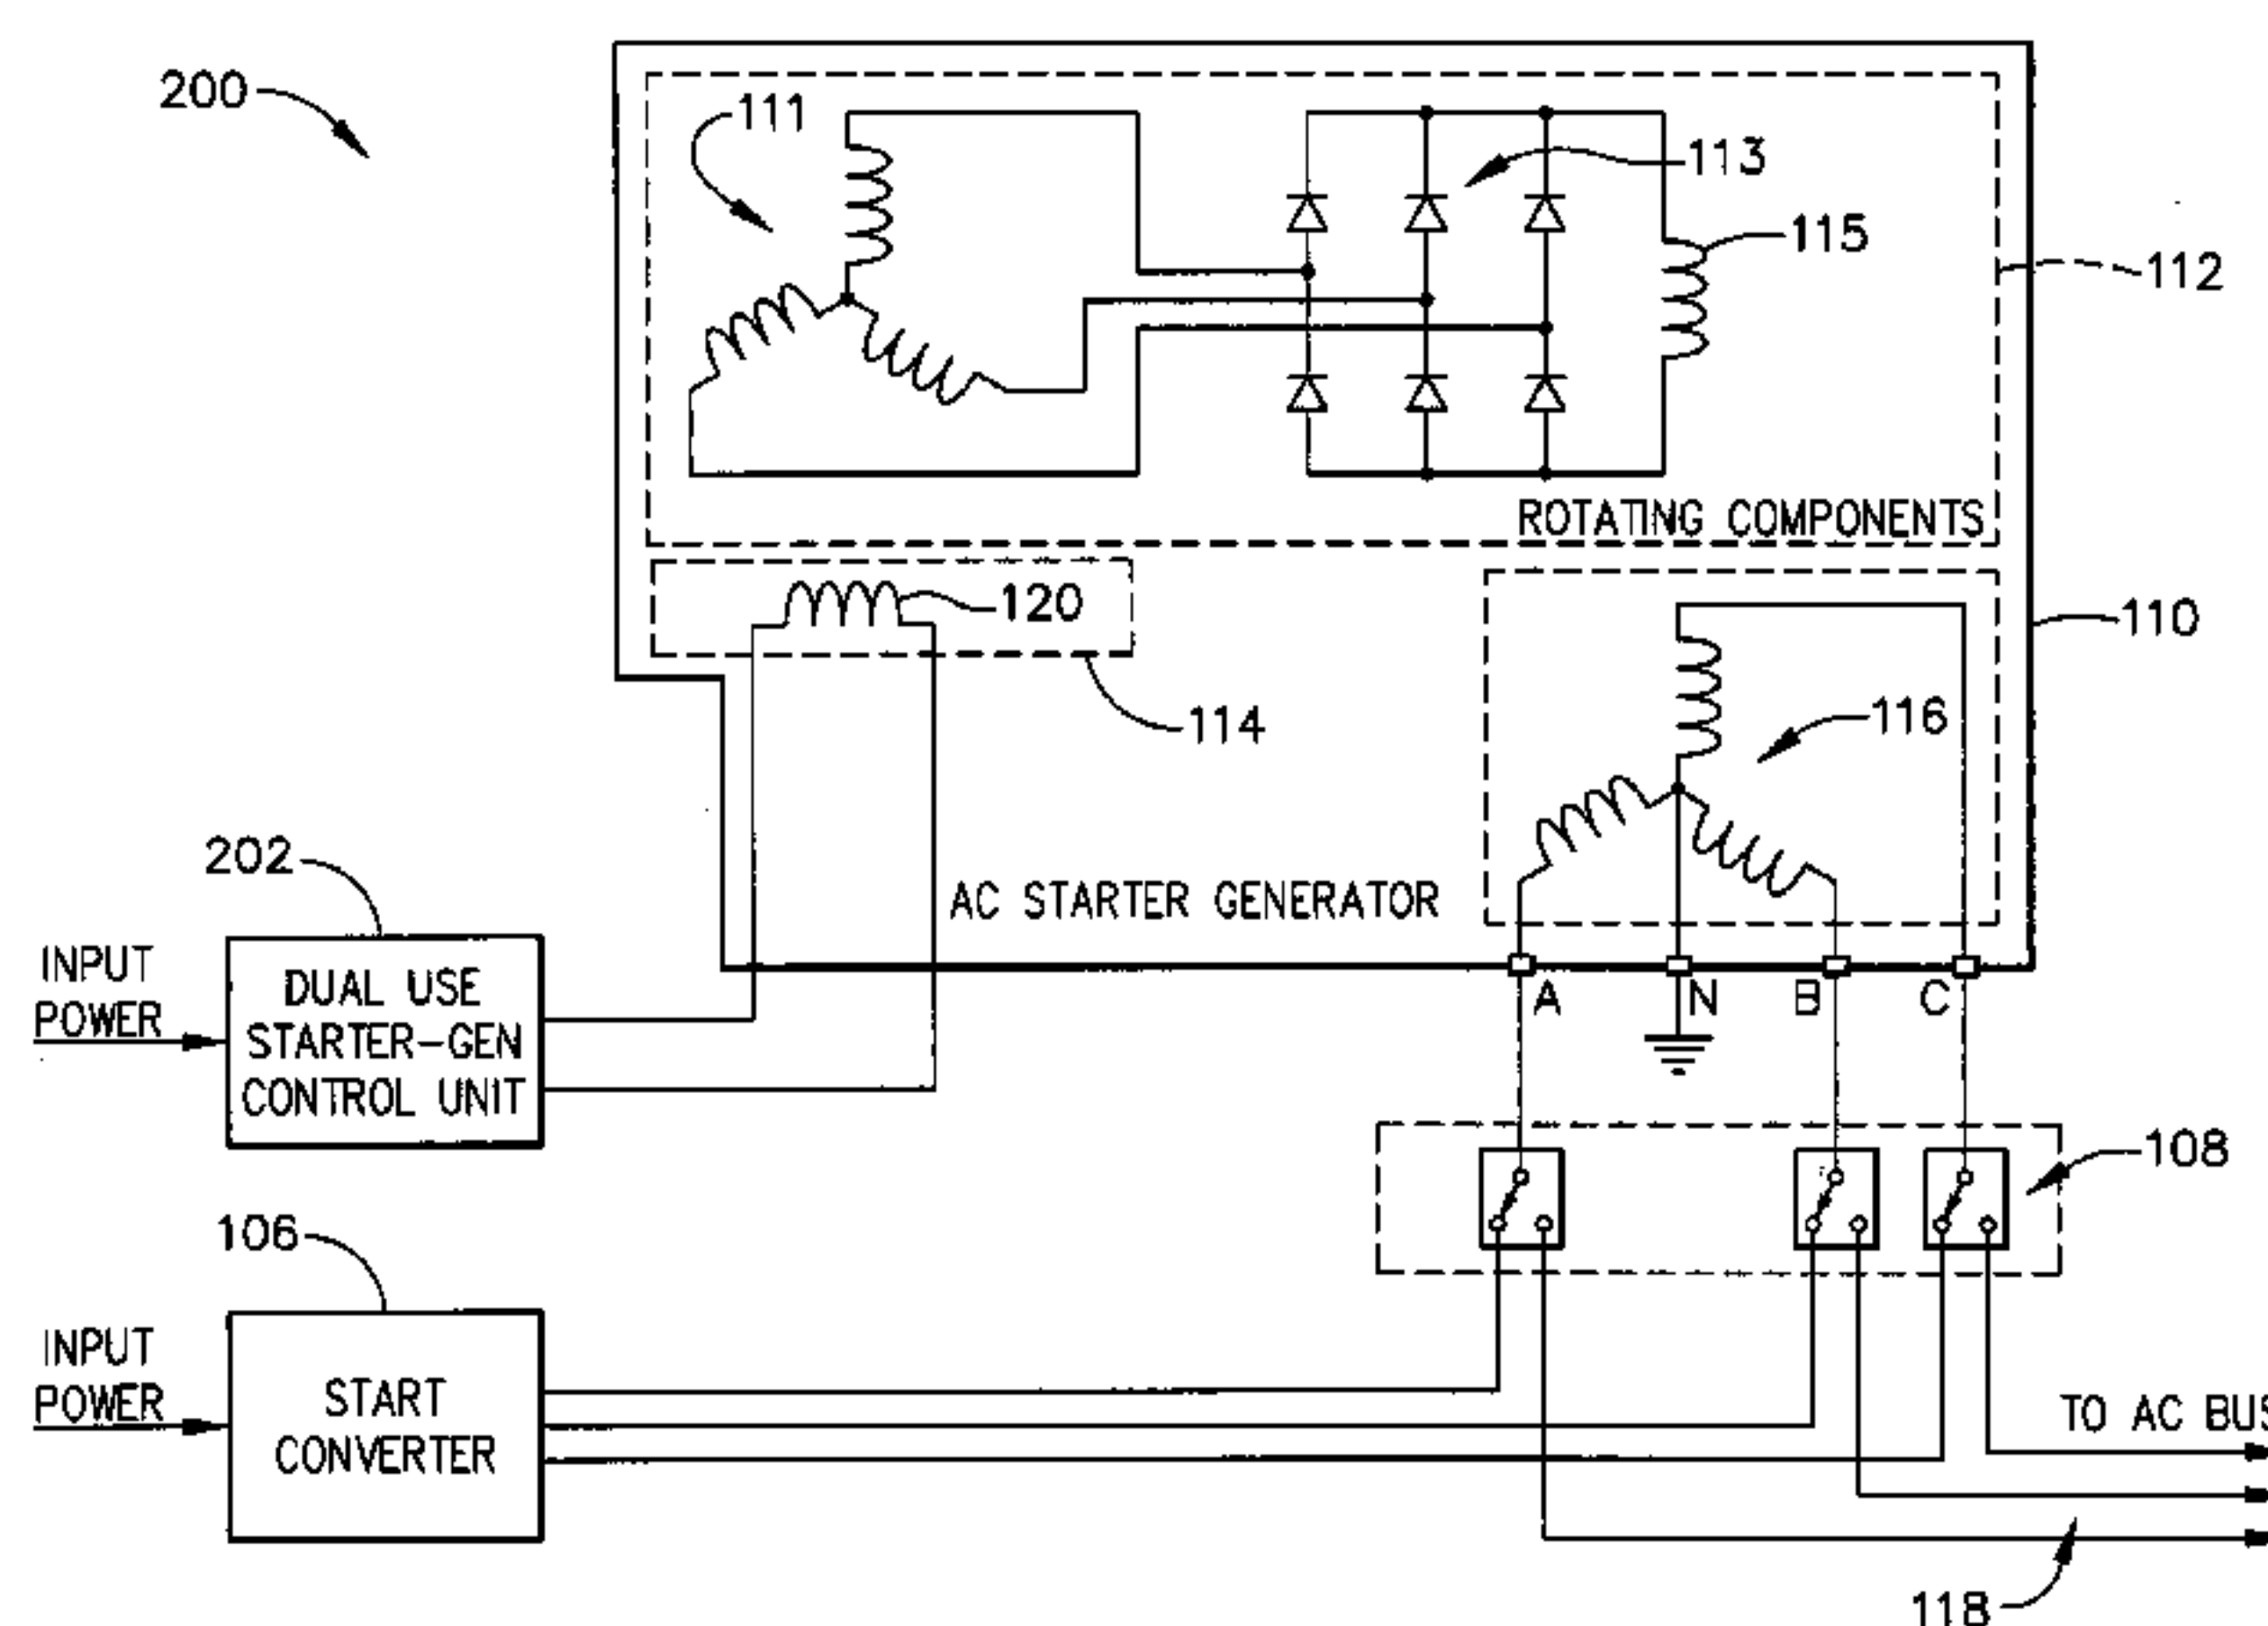 200
111
113
115
112
ROTATING COMPONENTS
120
110
114
116
202
AC STARTER GENERATOR
INPUT
POWER
DUAL USE
STARTER-GEN
CONTROL UNIT
A
N
B
C
108
106
INPUT
POWER
START
CONVERTER
TO AC BUS
118